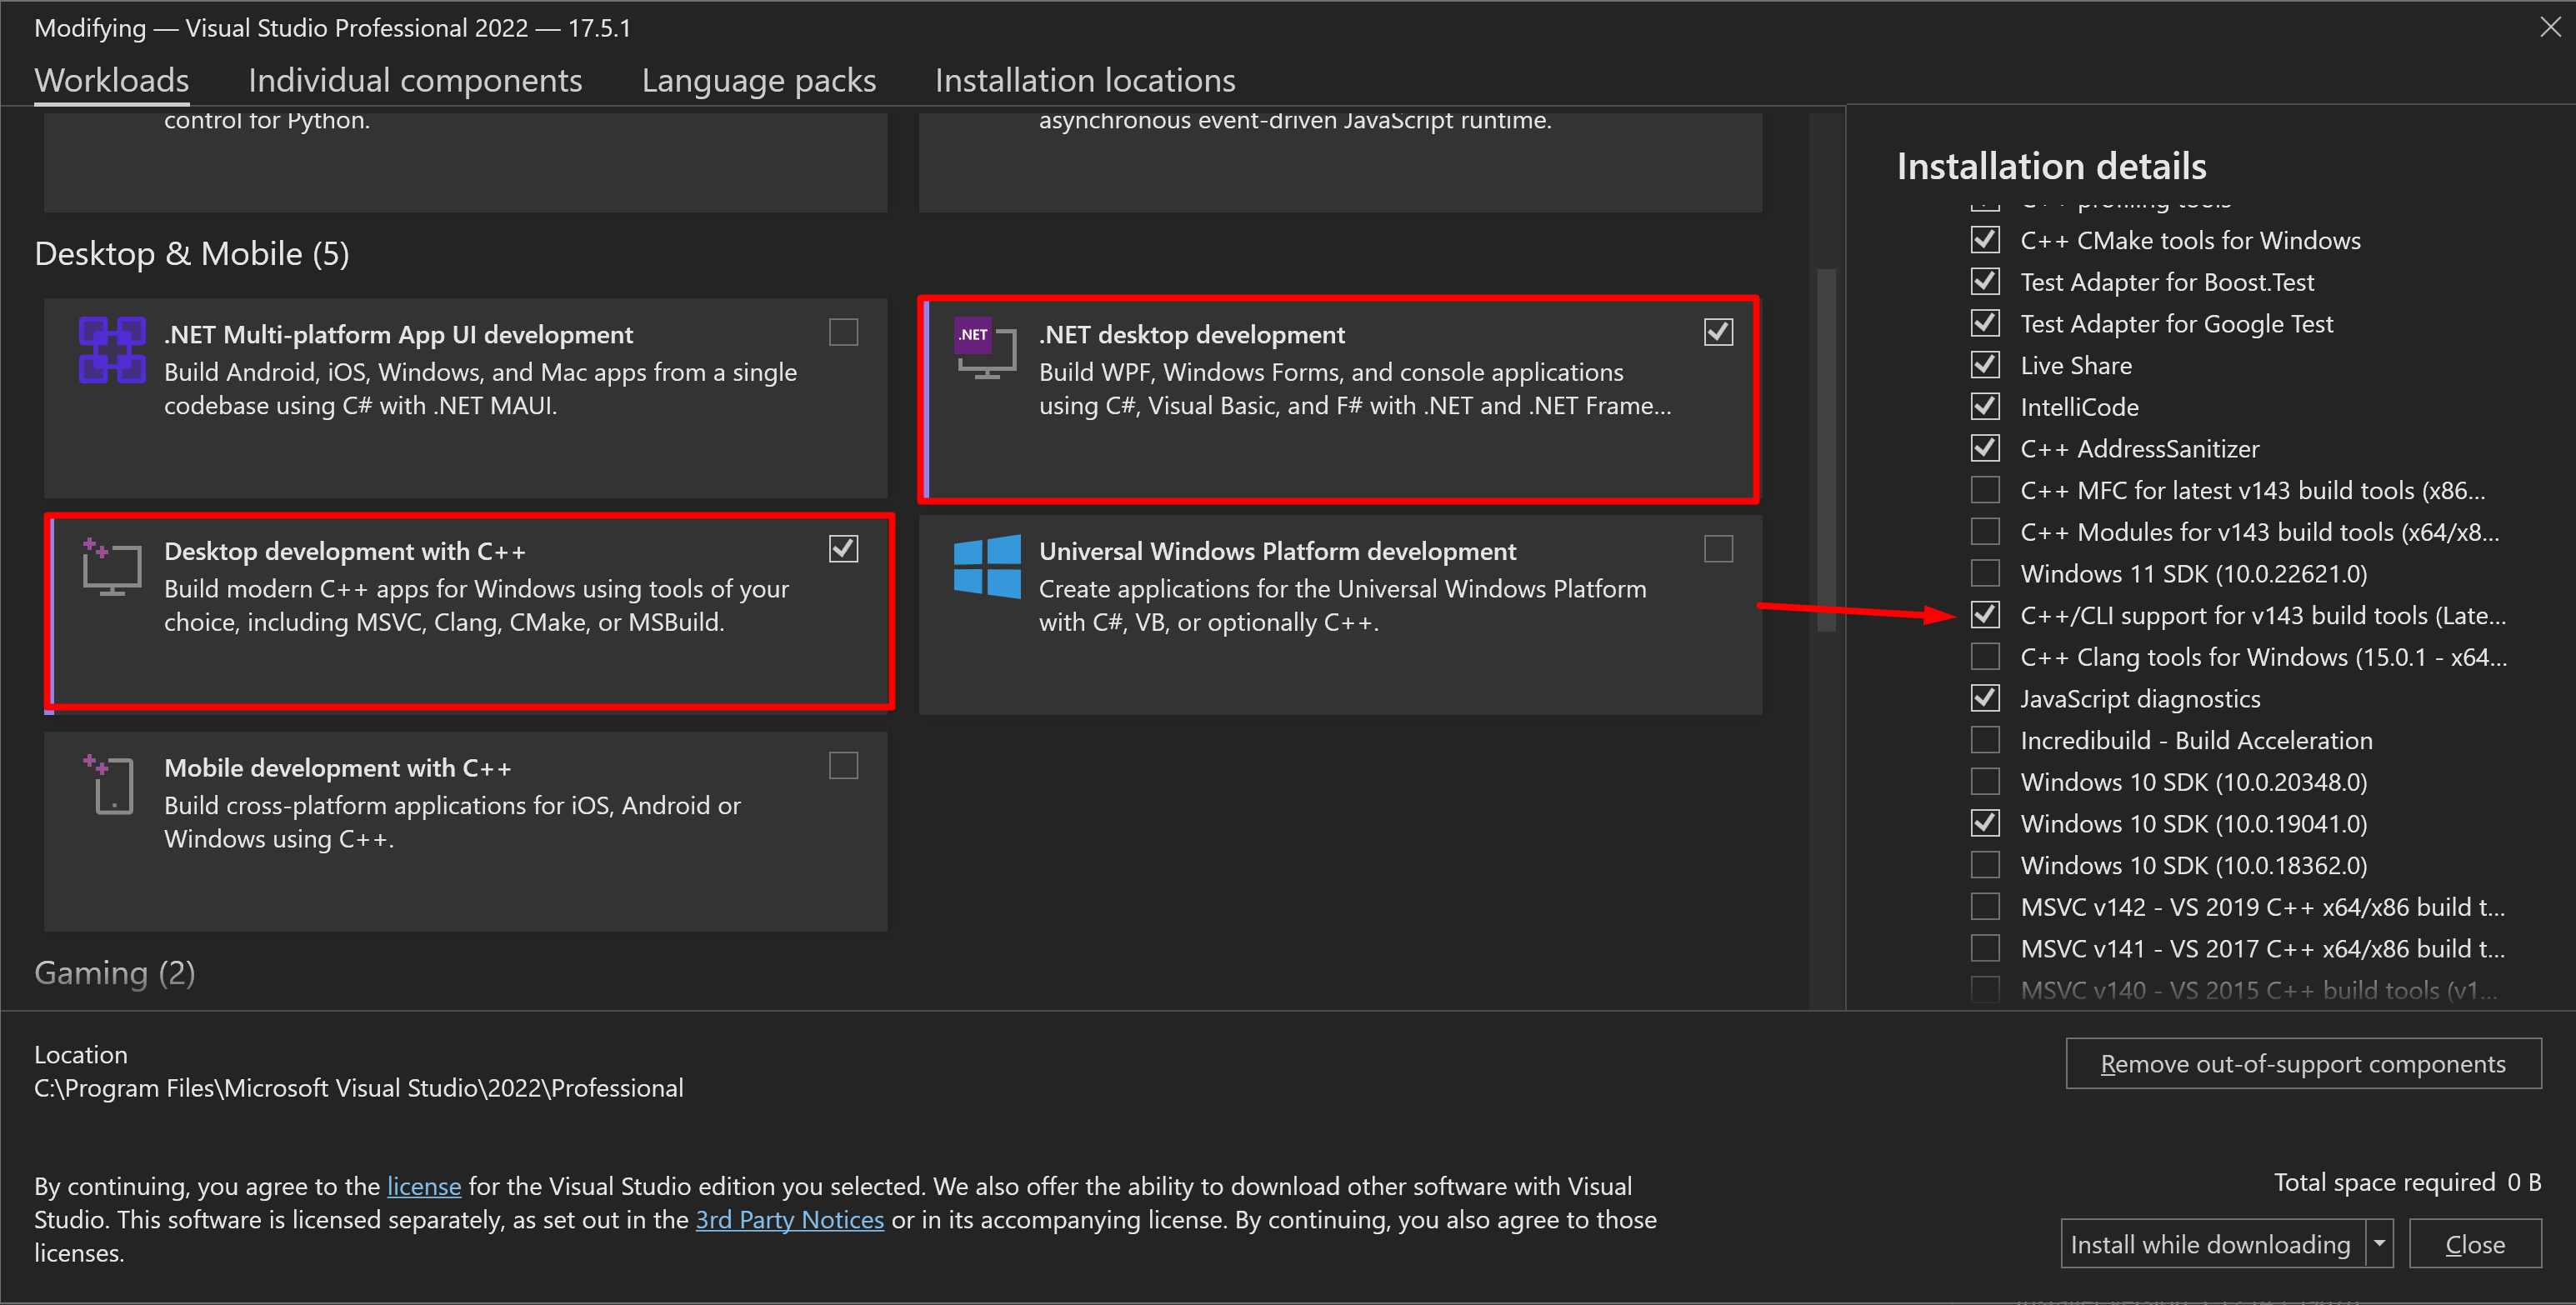 Modifying — Visual Studio Professional 2022 — 17.5.1
Workloads
Individual components
Language packs
Installation locations
control for Python.
asynchronous event-driven JavaScript runtime.
Desktop & Mobile (5)
.NET Multi-platform App UI development
Build Android, iOS, Windows, and Mac apps from a single
codebase using C# with .NET MAUI.
.NET
.NET desktop development
Build WPF, Windows Forms, and console applications
using C#, Visual Basic, and F# with .NET and .NET Frame...
Desktop development with C++
Build modern C++ apps for Windows using tools of your
choice, including MSVC, Clang, CMake, or MSBuild.
Universal Windows Platform development
Create applications for the Universal Windows Platform
with C#, VB, or optionally C++.
Mobile development with C++
Build cross-platform applications for iOS, Android or
Windows using C++.
Gaming (2)
Installation details
C++ profiling tools
C++ CMake tools for Windows
Test Adapter for Boost.Test
Test Adapter for Google Test
Live Share
IntelliCode
C++ AddressSanitizer
C++ MFC for latest v143 build tools (x86...
C++ Modules for v143 build tools (x64/x8...
Windows 11 SDK (10.0.22621.0)
C++/CLI support for v143 build tools (Late...
C++ Clang tools for Windows (15.0.1 - x64...
JavaScript diagnostics
Incredibuild - Build Acceleration
Windows 10 SDK (10.0.20348.0)
Windows 10 SDK (10.0.19041.0)
Windows 10 SDK (10.0.18362.0)
MSVC v142 - VS 2019 C++ x64/x86 build t...
MSVC v141 - VS 2017 C++ x64/x86 build t...
MSVC v140 - VS 2015 C++ build tools (v1...
Location
C:\Program Files\Microsoft Visual Studio\2022\Professional
Remove out-of-support components
By continuing, you agree to the license for the Visual Studio edition you selected. We also offer the ability to download other software with Visual
Studio. This software is licensed separately, as set out in the 3rd Party Notices or in its accompanying license. By continuing, you also agree to those
licenses.
Total space required 0 B
Install while downloading
Close